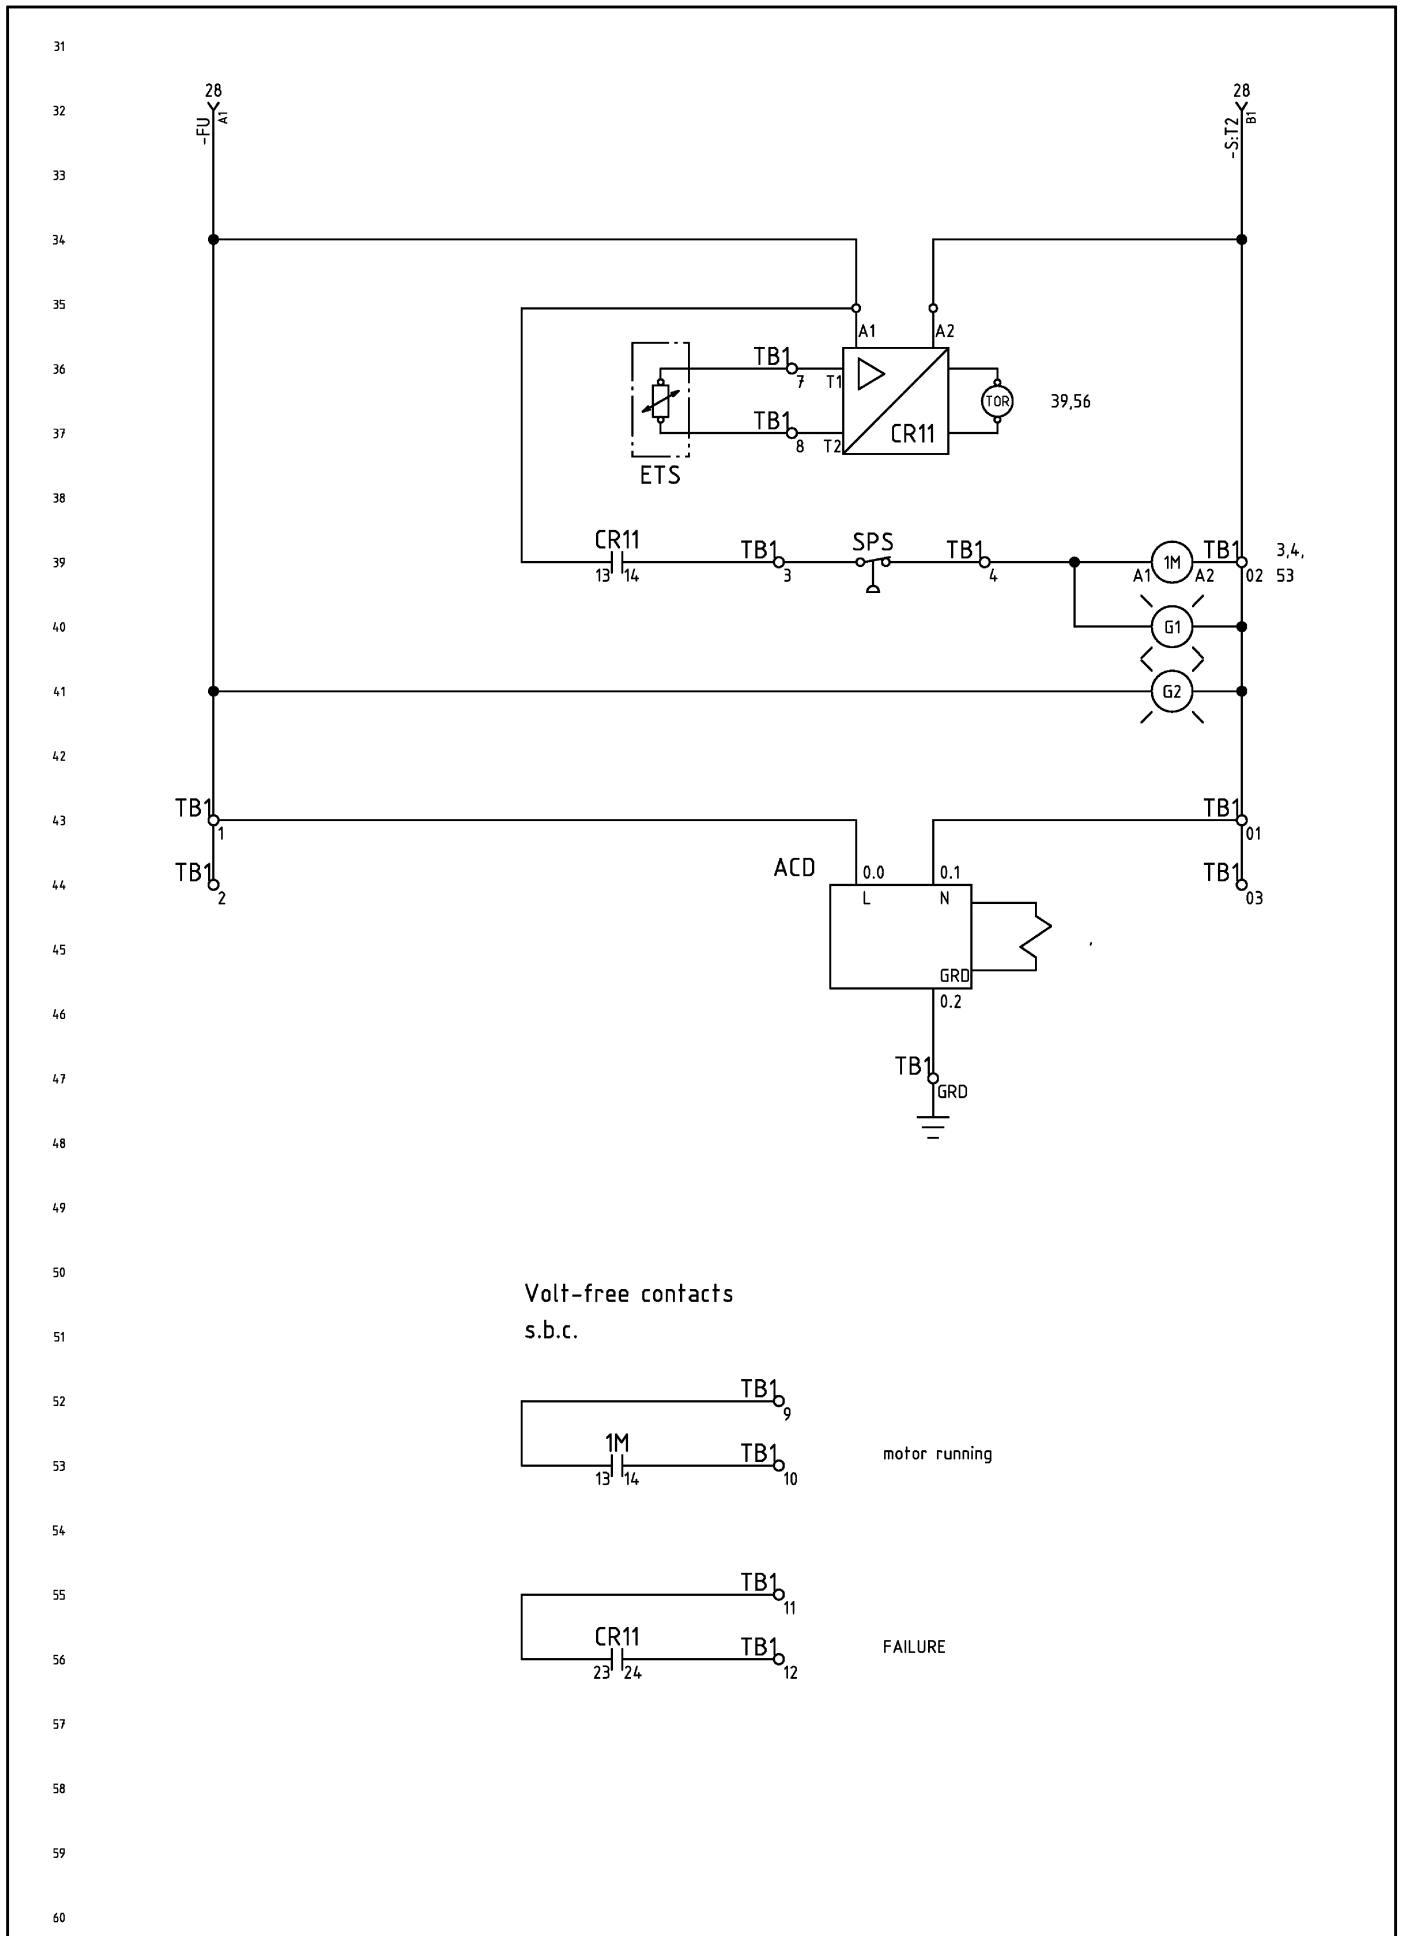 31
28 28
32
-FU A1 -S:T2 B1
33
34
35
A1 A2
36 TB1
7 T1
TOR 39,56
37 TB1 CR11
8 T2
ETS
38
CR11 TB1 SPS TB1 TB1 3,4,
39 1M
13 14 3 4 A1 A2 02 53
40 G1
41 G2
42
TB1 TB1
43
1 01
TB1 ACD 0.0 0.1 TB1
44
2 L N 03
45
GRD
46 0.2
47 TB1
GRD
48
49
50
Volt-free contacts
51 s.b.c.
52 TB1
9
1M TB1 motor running
53
13 14 10
54
55 TB1
11
CR11 TB1 FAILURE
56
23 24 12
57
58
59
60